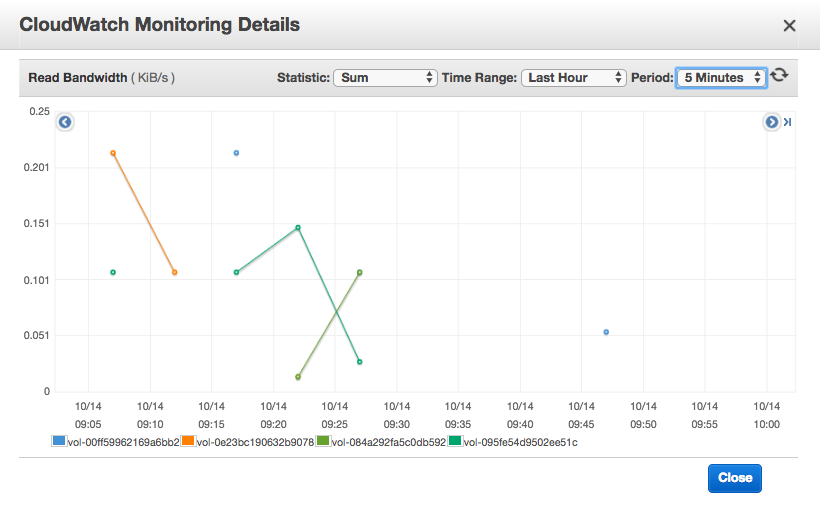 CloudWatch Monitoring Details
Read Bandwidth ( KiB/s ) Statistic: Sum Time Range: Last Hour Period: 5 Minutes
0.25
0.201
0.151
0.101
0.051
0
10/14 10/14 10/14 10/14 10/14 10/14 10/14 10/14 10/14 10/14 10/14 10/14
09:05 09:10 09:15 09:20 09:25 09:30 09:35 09:40 09:45 09:50 09:55 10:00
vol-00ff59962169a6bb2 vol-0e23bc190632b9078 vol-084a292fa5c0db592 vol-095fe54d9502ee51c
Close